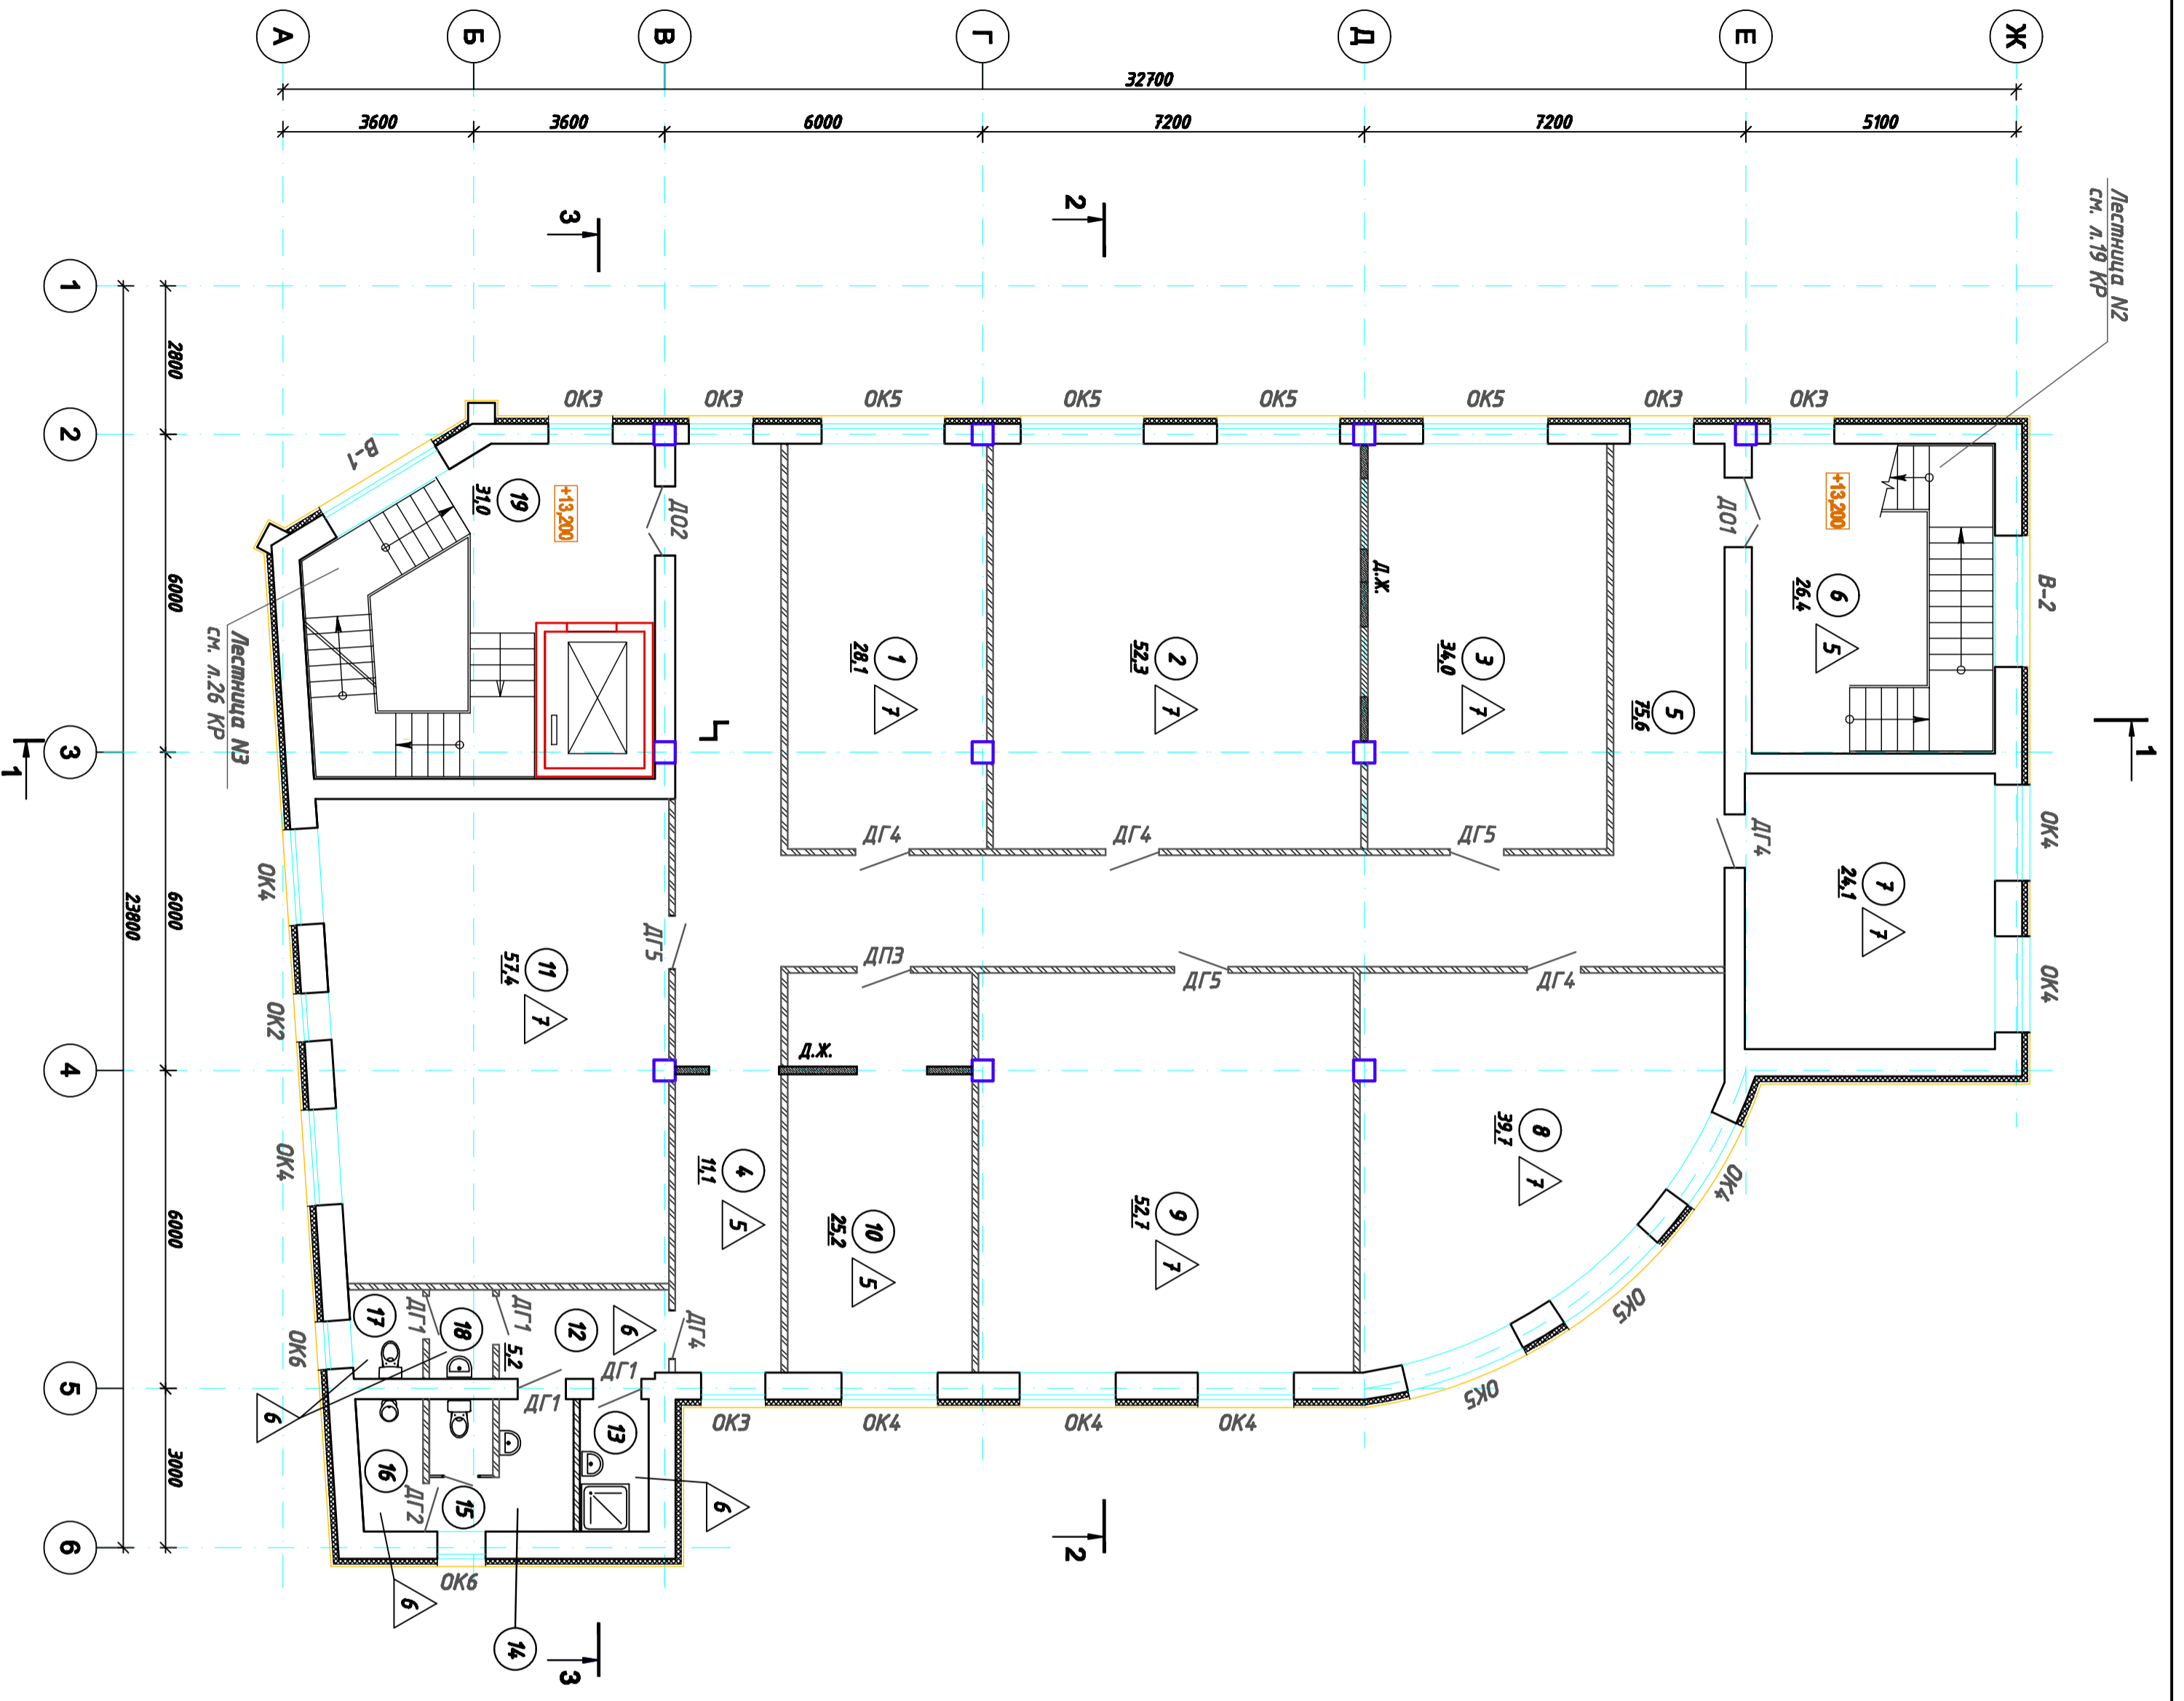 А
Б
В
Г
Д
Е
Ж
32700
3600
3600
6000
7200
7200
5100
Лестница N2
см. л.19 КР
3
2
1
2800
2
ОК3
ОК3
ОК5
ОК5
ОК5
ОК5
ОК3
ОК3
В-1
19
31,0
+13,200
ДО2
ДО1
+13,200
6
26,4
5
В-2
6000
Д.Ж.
1
28,1
7
2
52,3
7
3
34,0
7
5
75,6
Лестница N3
см. л.26 КР
3
1
1
ДГ4
ДГ4
ДГ5
ДГ4
7
24,1
7
ОК4
ОК4
23800
6000
ОК4
ОК2
ОК4
11
57,4
7
ДГ5
ДП3
ДГ5
ДГ4
4
Д.Ж.
4
11,1
5
10
25,2
5
9
52,7
7
8
39,7
7
6000
ОК4
ОК5
ОК5
ОК6
17
ДГ1
18
ДГ1
5,2
12
6
ДГ4
ДГ1
ДГ1
5
6
13
ОК3
ОК4
ОК4
ОК4
3000
16
ДГ2
15
6
6
ОК6
6
14
3
2